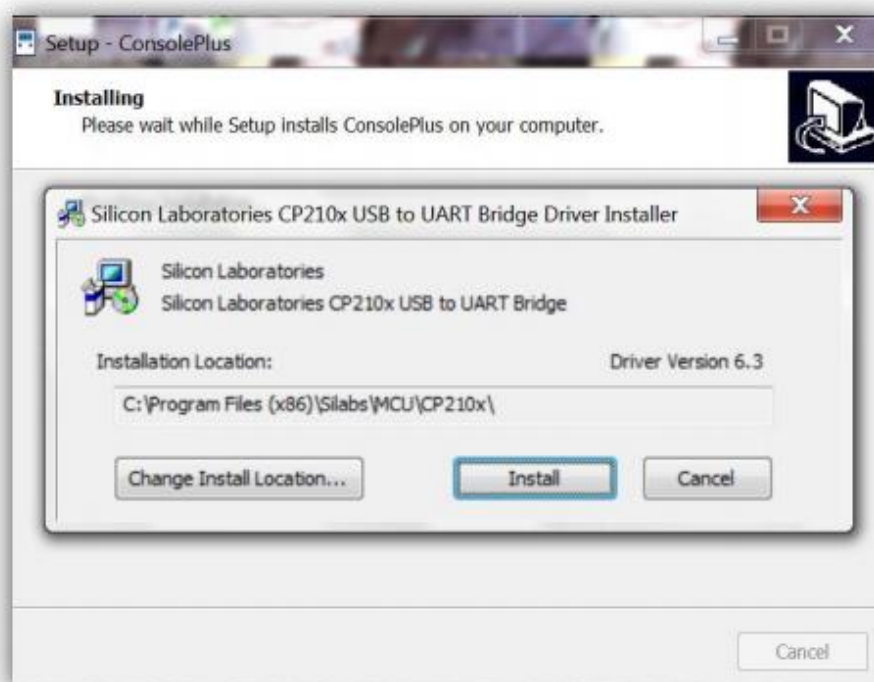 Setup - ConsolePlus
Installing
Please wait while Setup installs ConsolePlus on your computer.
Silicon Laboratories CP210x USB to UART Bridge Driver Installer
Silicon Laboratories
Silicon Laboratories CP210x USB to UART Bridge
Installation Location: Driver Version 6.3
C:\Program Files (x86)\Silabs\MCU\CP210x\
Change Install Location... Install Cancel
Cancel